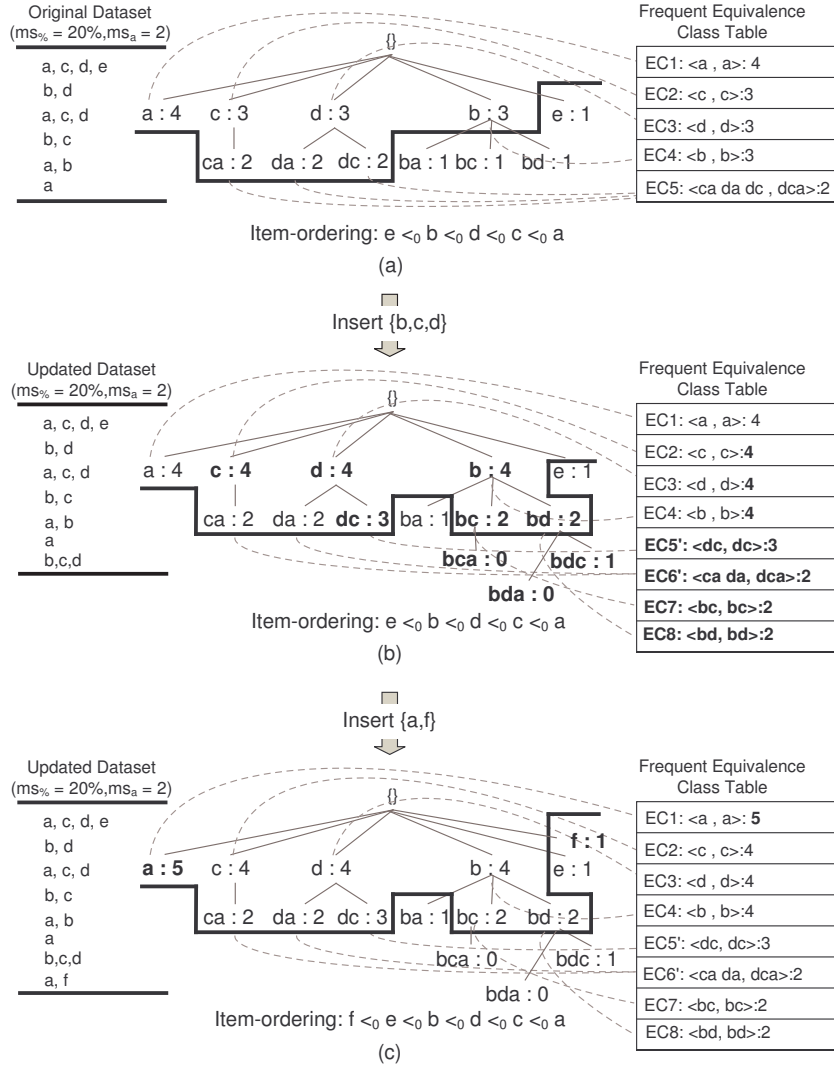 Original Dataset
(ms% = 20%,msa = 2)
a, c, d, e
b, d
a, c, d
b, c
a, b
a
{}
a : 4 c : 3 d : 3 b : 3 e : 1
ca : 2 da : 2 dc : 2 ba : 1 bc : 1 bd : 1
Item-ordering: e <0 b <0 d <0 c <0 a
(a)
Frequent Equivalence
Class Table
EC1: <a , a>: 4
EC2: <c , c>:3
EC3: <d , d>:3
EC4: <b , b>:3
EC5: <ca da dc , dca>:2
Insert {b,c,d}
Updated Dataset
(ms% = 20%,msa = 2)
a, c, d, e
b, d
a, c, d
b, c
a, b
a
b,c,d
{}
a : 4 c : 4 d : 4 b : 4 e : 1
ca : 2 da : 2 dc : 3 ba : 1 bc : 2 bd : 2
bca : 0 bdc : 1
bda : 0
Item-ordering: e <0 b <0 d <0 c <0 a
(b)
Frequent Equivalence
Class Table
EC1: <a , a>: 4
EC2: <c , c>:4
EC3: <d , d>:4
EC4: <b , b>:4
EC5': <dc, dc>:3
EC6': <ca da, dca>:2
EC7: <bc, bc>:2
EC8: <bd, bd>:2
Insert {a,f}
Updated Dataset
(ms% = 20%,msa = 2)
a, c, d, e
b, d
a, c, d
b, c
a, b
a
b,c,d
a, f
{}
f : 1
a : 5 c : 4 d : 4 b : 4 e : 1
ca : 2 da : 2 dc : 3 ba : 1 bc : 2 bd : 2
bca : 0 bdc : 1
bda : 0
Item-ordering: f <0 e <0 b <0 d <0 c <0 a
(c)
Frequent Equivalence
Class Table
EC1: <a , a>: 5
EC2: <c , c>:4
EC3: <d , d>:4
EC4: <b , b>:4
EC5': <dc, dc>:3
EC6': <ca da, dca>:2
EC7: <bc, bc>:2
EC8: <bd, bd>:2